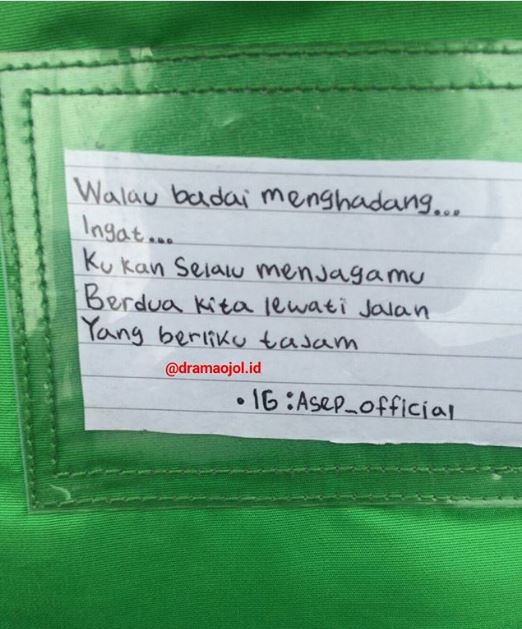 Walau badai menghadang...
Ingat...
Ku kan Selalu menJagamu
Berdua kita lewati Jalan
Yang berliku taJam
@dramaojol.id
• IG : Asep_official